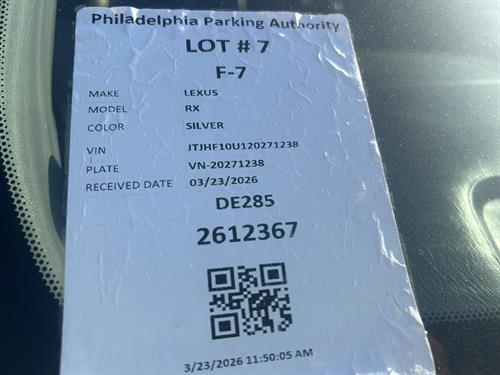 Philadelphia Parking Authority
LOT # 7
F-7
MAKE LEXUS
MODEL RX
COLOR SILVER
VIN JTJHF10U120271238
PLATE VN-20271238
RECEIVED DATE 03/23/2026
DE285
2612367
3/23/2026 11:50:05 AM